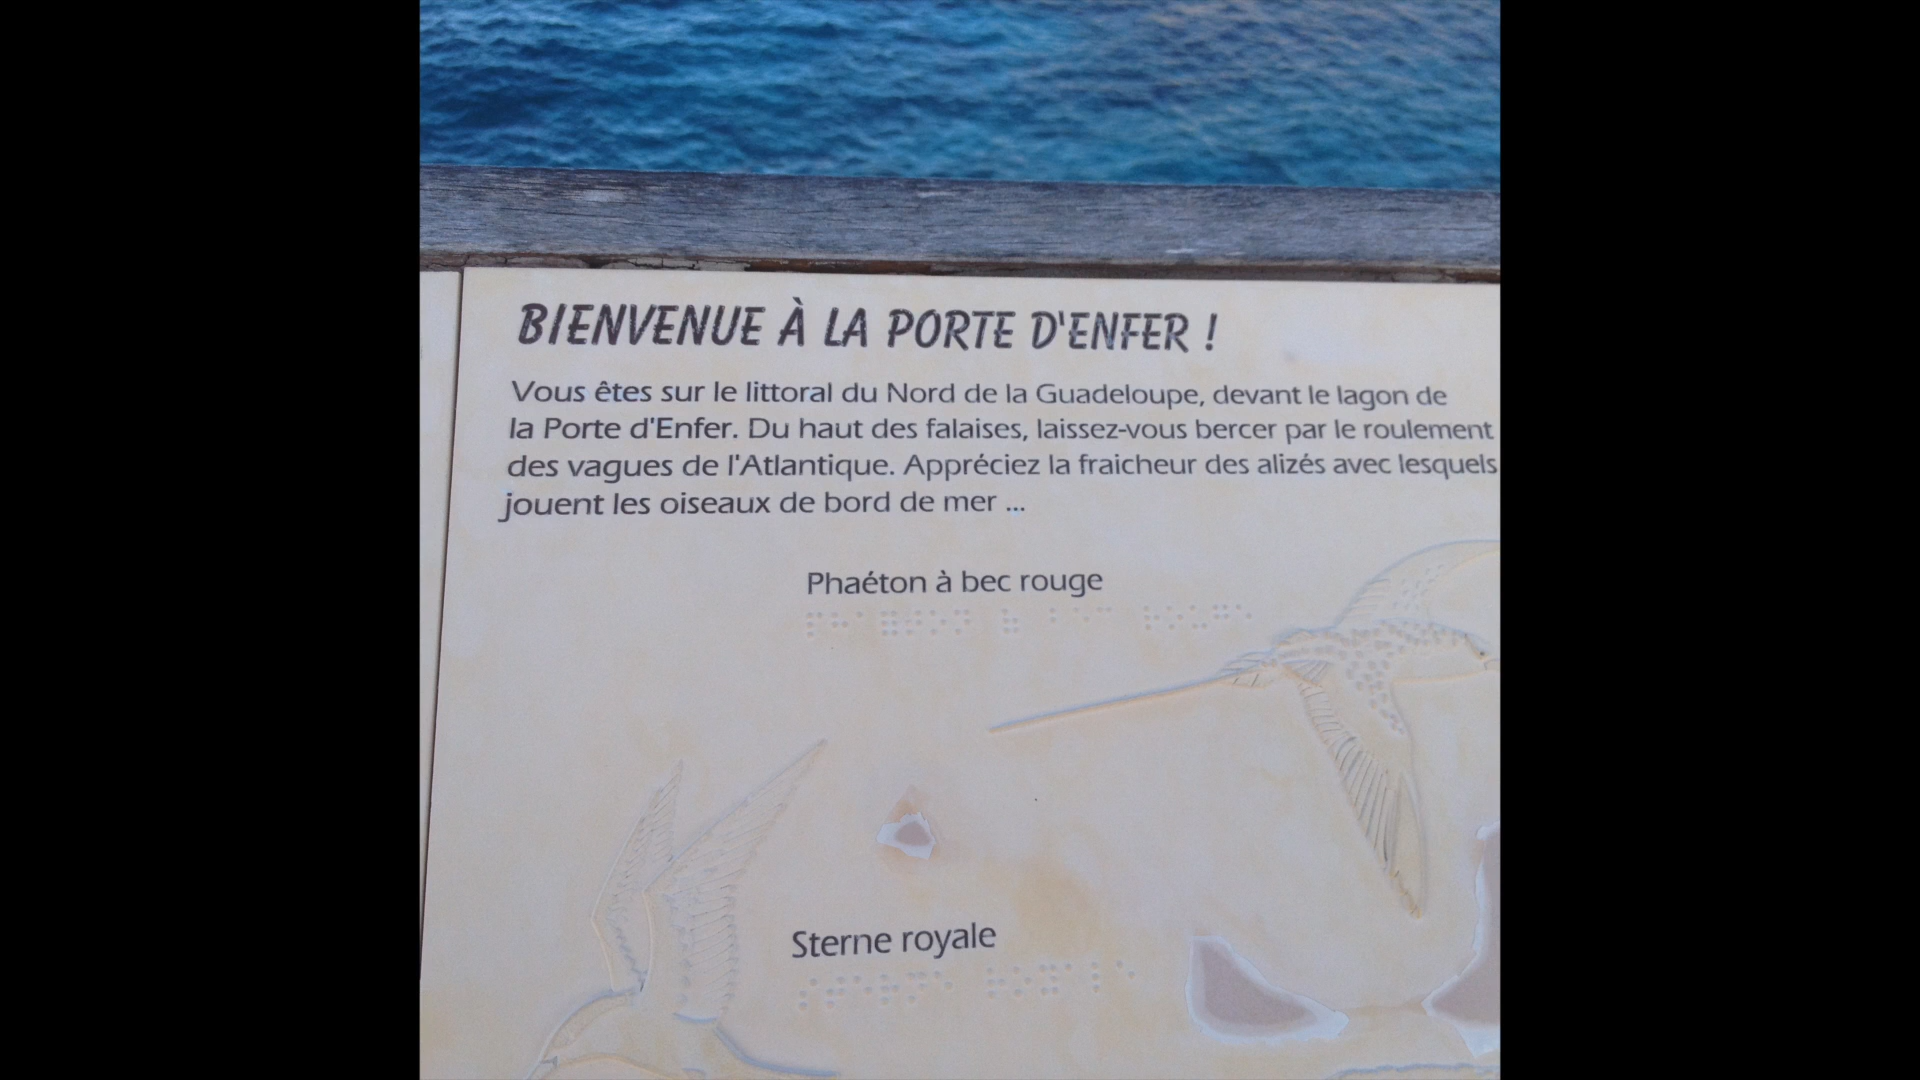 BIENVENUE À LA PORTE D'ENFER !
Vous êtes sur le littoral du Nord de la Guadeloupe, devant le lagon de
la Porte d'Enfer. Du haut des falaises, laissez-vous bercer par le roulement
des vagues de l'Atlantique. Appréciez la fraicheur des alizés avec lesquels
jouent les oiseaux de bord de mer ...
Phaéton à bec rouge
Sterne royale